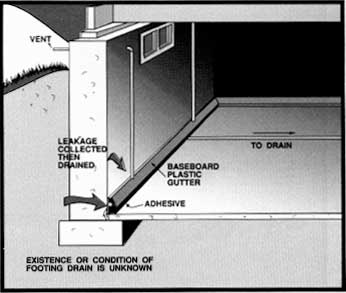 VENT
LEAKAGE
COLLECTED
THEN
DRAINED
TO DRAIN
BASEBOARD
PLASTIC
GUTTER
ADHESIVE
EXISTENCE OR CONDITION OF
FOOTING DRAIN IS UNKNOWN